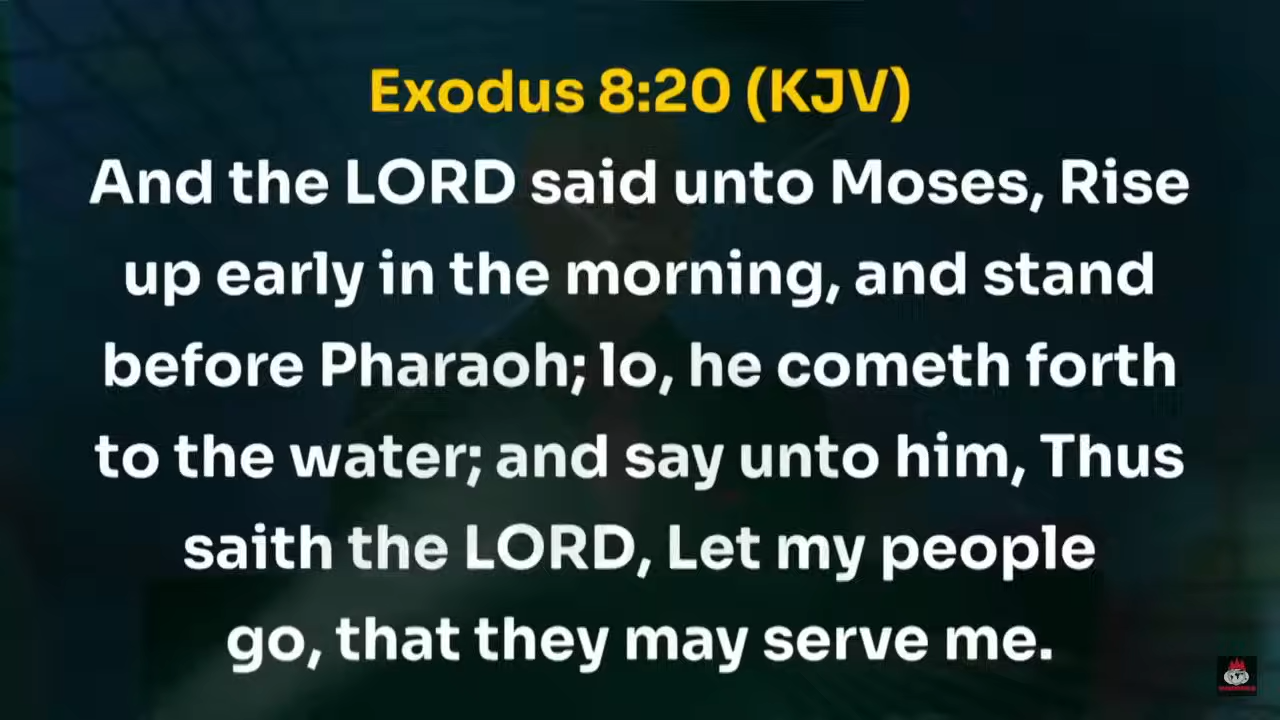 Exodus 8:20 (KJV)
And the LORD said unto Moses, Rise
up early in the morning, and stand
before Pharaoh; lo, he cometh forth
to the water; and say unto him, Thus
saith the LORD, Let my people
go, that they may serve me.